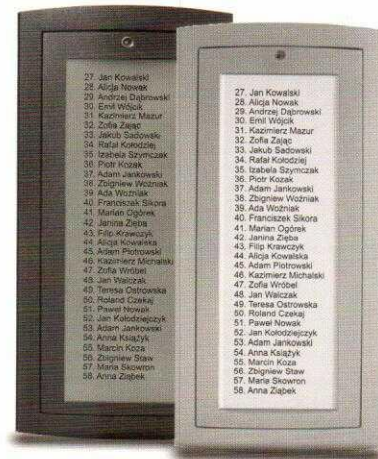 27. Jan Kowalski
28. Alicja Nowak
29. Andrzej Dąbrowski
30. Emil Wójcik
31. Kazimierz Mazur
32. Zofia Zając
33. Jakub Sadowski
34. Rafał Kołodziej
35. Izabela Szymczak
36. Piotr Kozak
37. Adam Jankowski
38. Zbigniew Woźniak
39. Ada Woźniak
40. Franciszek Sikora
41. Marian Ogórek
42. Janina Zięba
43. Filip Krawczyk
44. Alicja Kowalska
45. Adam Piotrowski
46. Kazimierz Michalski
47. Zofia Wróbel
48. Jan Walczak
49. Teresa Ostrowska
50. Roland Czekaj
51. Paweł Nowak
52. Jan Kołodziejczyk
53. Adam Jankowski
54. Anna Książyk
55. Marcin Koza
56. Zbigniew Staw
57. Maria Skowron
58. Anna Ziąbek
27. Jan Kowalski
28. Alicja Nowak
29. Andrzej Dąbrowski
30. Emil Wójcik
31. Kazimierz Mazur
32. Zofia Zając
33. Jakub Sadowski
34. Rafał Kołodziej
35. Izabela Szymczak
36. Piotr Kozak
37. Adam Jankowski
38. Zbigniew Woźniak
39. Ada Woźniak
40. Franciszek Sikora
41. Marian Ogórek
42. Janina Zięba
43. Filip Krawczyk
44. Alicja Kowalska
45. Adam Piotrowski
46. Kazimierz Michalski
47. Zofia Wróbel
48. Jan Walczak
49. Teresa Ostrowska
50. Roland Czekaj
51. Paweł Nowak
52. Jan Kołodziejczyk
53. Adam Jankowski
54. Anna Książyk
55. Marcin Koza
56. Zbigniew Staw
57. Maria Skowron
58. Anna Ziąbek